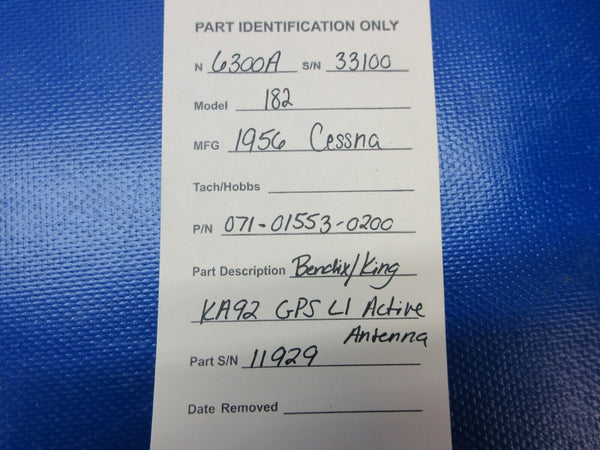 PART IDENTIFICATION ONLY
N 6300A S/N 33100
Model 182
MFG 1956 Cessna
Tach/Hobbs
P/N 071-01553-0200
Part Description Bendix/King
KA92 GPS L1 Active
Antenna
Part S/N 11929
Date Removed